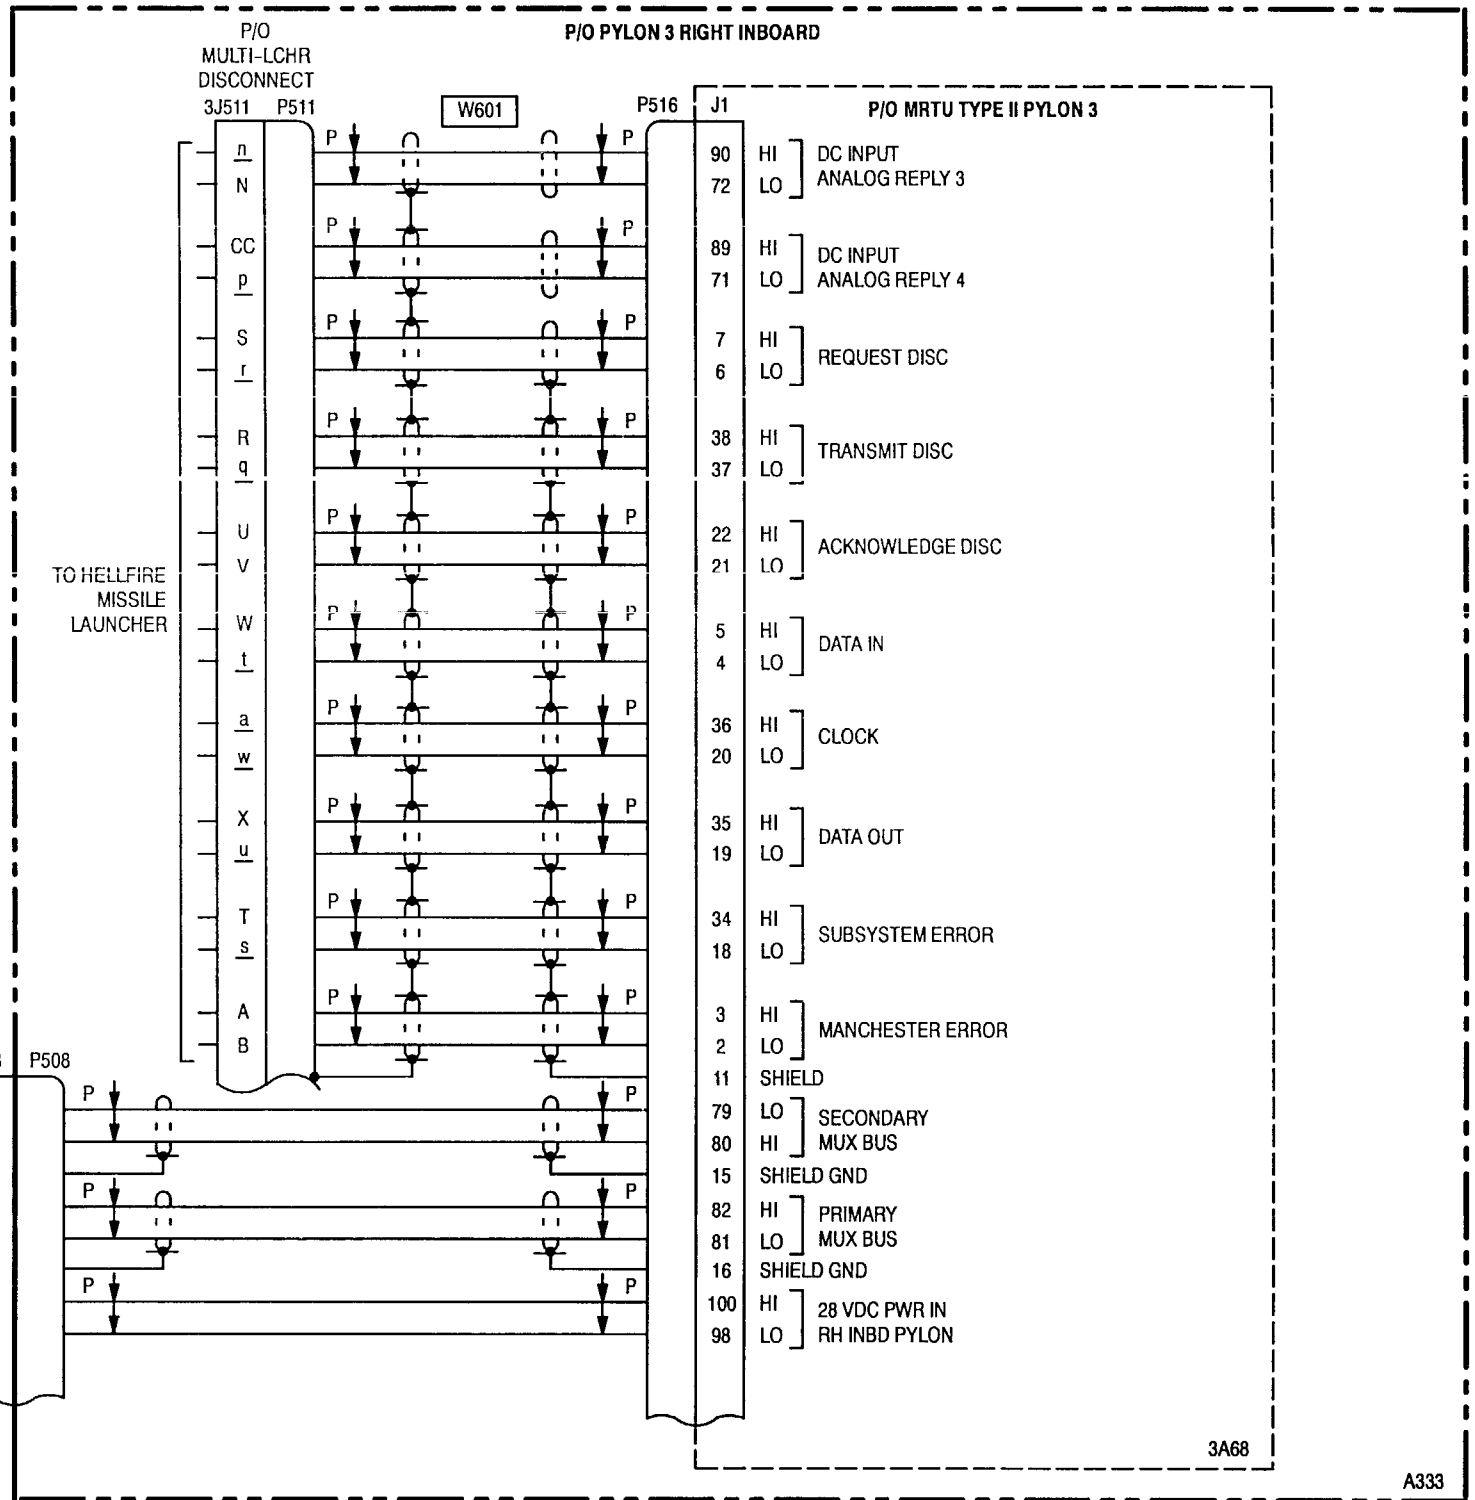 P/O PYLON 3 RIGHT INBOARD
P/O
MULTI-LCHR
DISCONNECT
3J511 P511
W601
P516 J1
P/O MRTU TYPE II PYLON 3
n P P 90 HI DC INPUT
N 72 LO ANALOG REPLY 3
CC P P 89 HI DC INPUT
p 71 LO ANALOG REPLY 4
S P P 7 HI REQUEST DISC
r 6 LO
R P P 38 HI TRANSMIT DISC
q 37 LO
U P P 22 HI ACKNOWLEDGE DISC
V 21 LO
TO HELLFIRE
MISSILE
LAUNCHER
W P P 5 HI DATA IN
t 4 LO
a P P 36 HI CLOCK
w 20 LO
X P P 35 HI DATA OUT
u 19 LO
T P P 34 HI SUBSYSTEM ERROR
s 18 LO
A P P 3 HI MANCHESTER ERROR
B 2 LO
P508
11 SHIELD
P P 79 LO SECONDARY
80 HI MUX BUS
15 SHIELD GND
P P 82 HI PRIMARY
81 LO MUX BUS
16 SHIELD GND
P P 100 HI 28 VDC PWR IN
98 LO RH INBD PYLON
3A68
A333